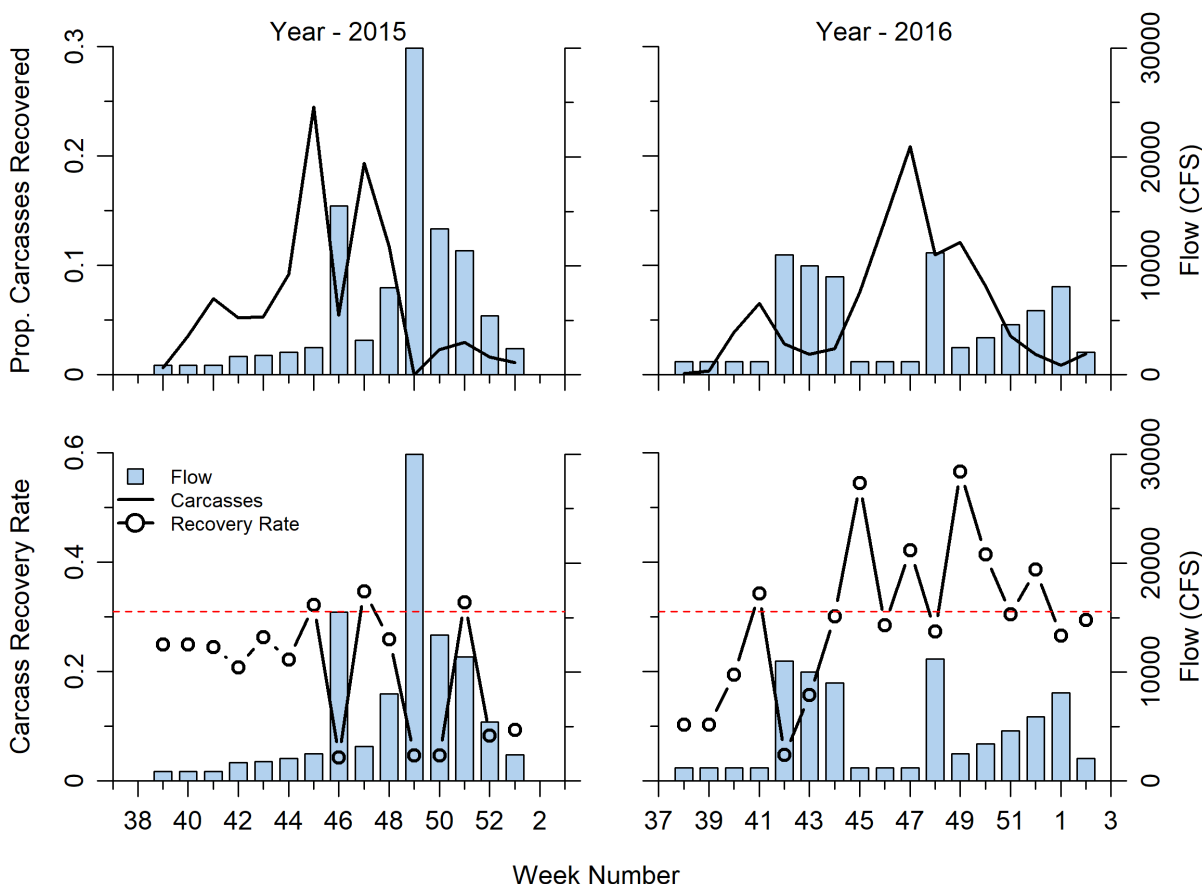 Year - 2015
Year - 2016
Prop. Carcasses Recovered
0.3
0.2
0.1
0
30000
20000
10000
0
Flow (CFS)
Carcass Recovery Rate
0.6
0.4
0.2
0
Flow
Carcasses
Recovery Rate
30000
20000
10000
0
Flow (CFS)
38 40 42 44 46 48 50 52 2
37 39 41 43 45 47 49 51 1 3
Week Number